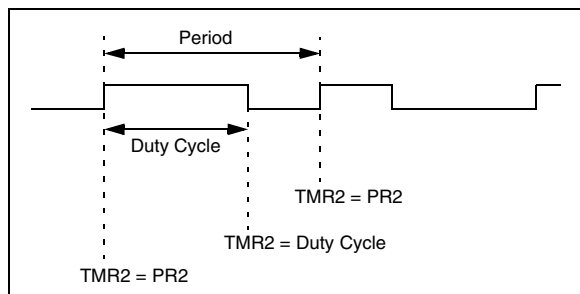 Period
Duty Cycle
TMR2 = PR2
TMR2 = Duty Cycle
TMR2 = PR2